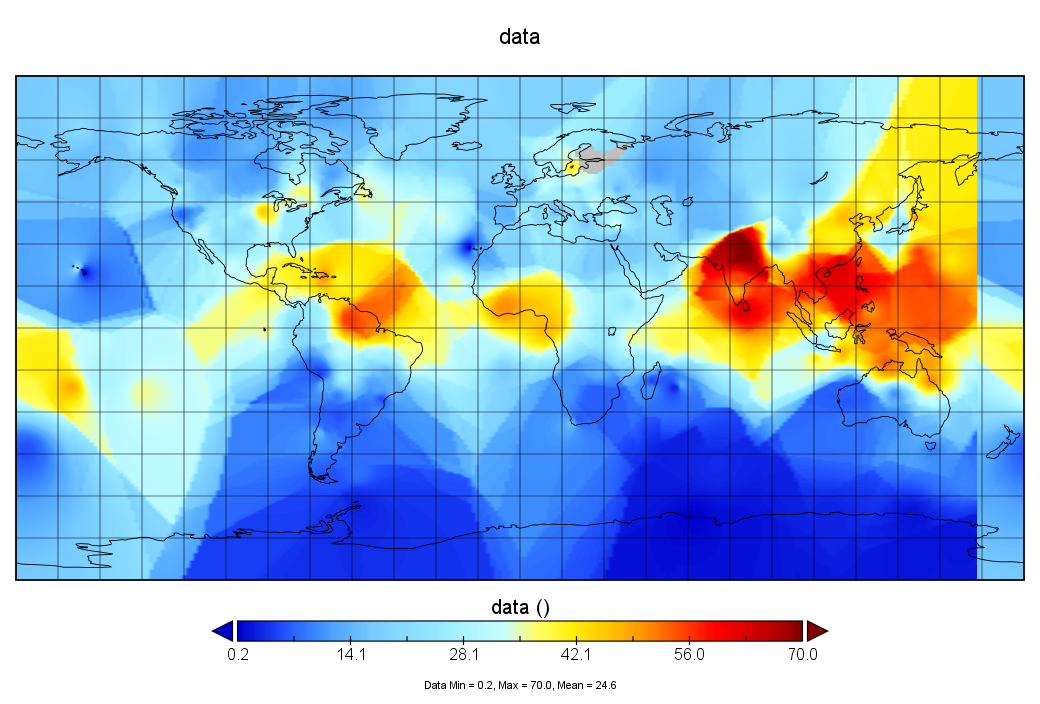 data
data ()
0.2 14.1 28.1 42.1 56.0 70.0
Data Min = 0.2, Max = 70.0, Mean = 24.6